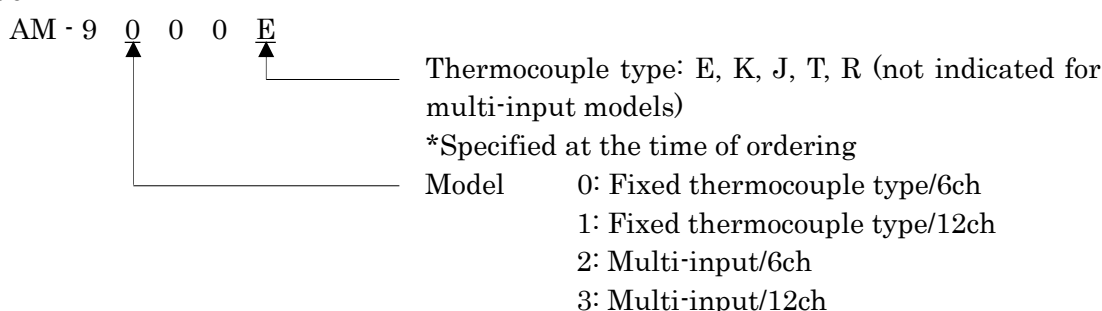 AM - 9 0 0 0 E
Thermocouple type: E, K, J, T, R (not indicated for
multi-input models)
*Specified at the time of ordering
Model 0: Fixed thermocouple type/6ch
1: Fixed thermocouple type/12ch
2: Multi-input/6ch
3: Multi-input/12ch